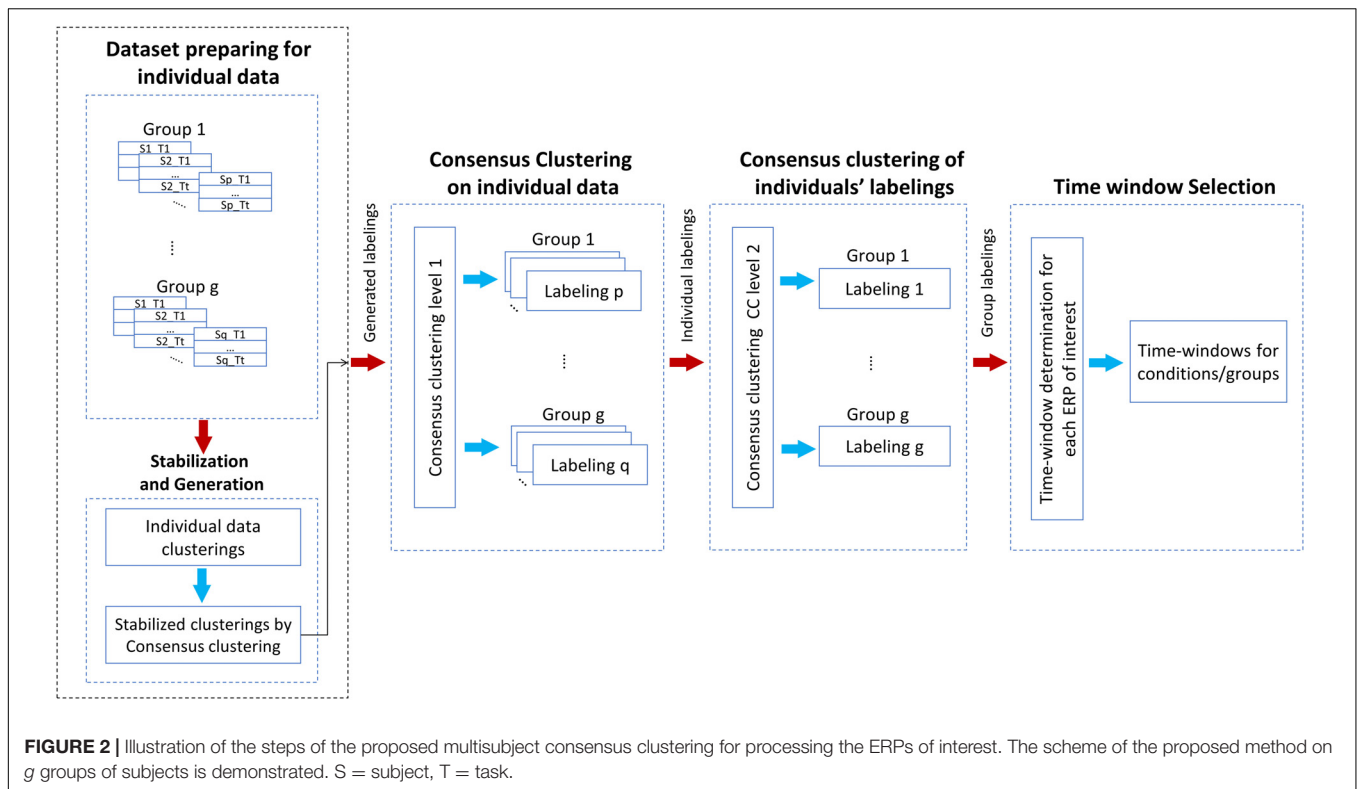 Dataset preparing for
individual data
Group 1
S1_T1
S2_T1
...
S2_Tt
Sp_T1
...
Sp_Tt
Group g
S1_T1
S2_T1
...
S2_Tt
Sq_T1
...
Sq_Tt
Stabilization
and Generation
Individual data
clusterings
Stabilized clusterings by
Consensus clustering
Generated labelings
Consensus Clustering
on individual data
Consensus clustering level 1
Group 1
Labeling p
...
Group g
Labeling q
Individual labelings
Consensus clustering of
individuals’ labelings
Consensus clustering CC level 2
Group 1
Labeling 1
...
Group g
Labeling g
Group labelings
Time window Selection
Time-window determination for
each ERP of interest
Time-windows for
conditions/groups
FIGURE 2 | Illustration of the steps of the proposed multisubject consensus clustering for processing the ERPs of interest. The scheme of the proposed method on
g groups of subjects is demonstrated. S = subject, T = task.